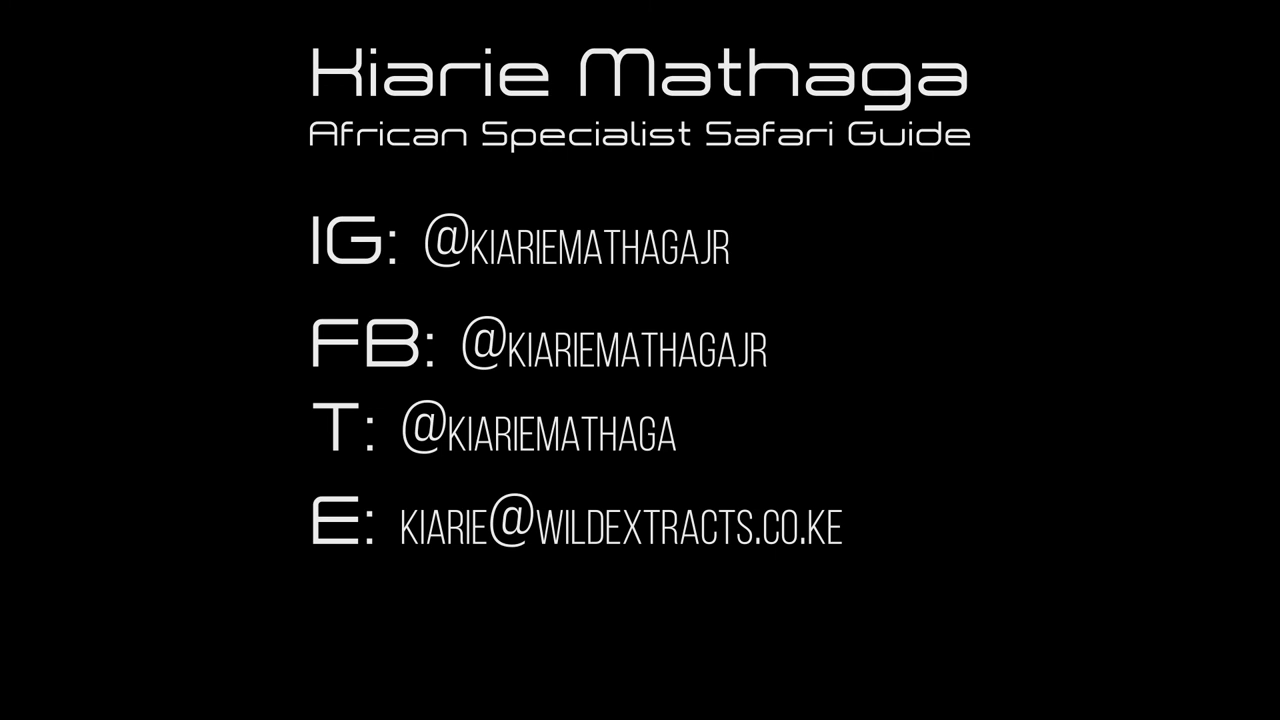 Kiarie Mathaga
African Specialist Safari Guide
IG: @KIARIEMATHAGAJR
FB: @KIARIEMATHAGAJR
T: @KIARIEMATHAGA
E: KIARIE@WILDEXTRACTS.CO.KE